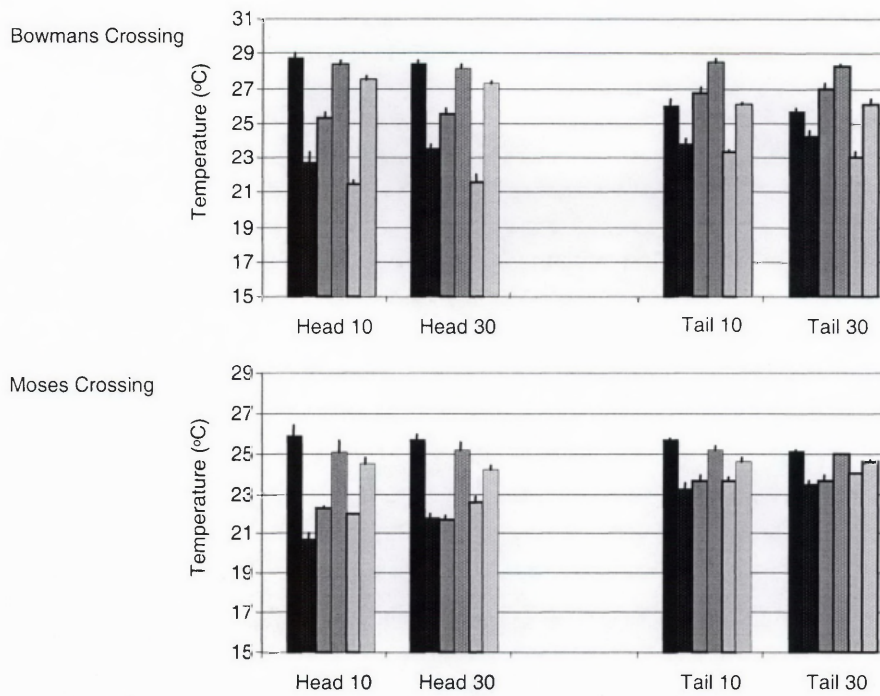 Bowmans Crossing
Temperature (ºC)
31
29
27
25
23
21
19
17
15
Head 10
Head 30
Tail 10
Tail 30
Moses Crossing
Temperature (ºC)
29
27
25
23
21
19
17
15
Head 10
Head 30
Tail 10
Tail 30